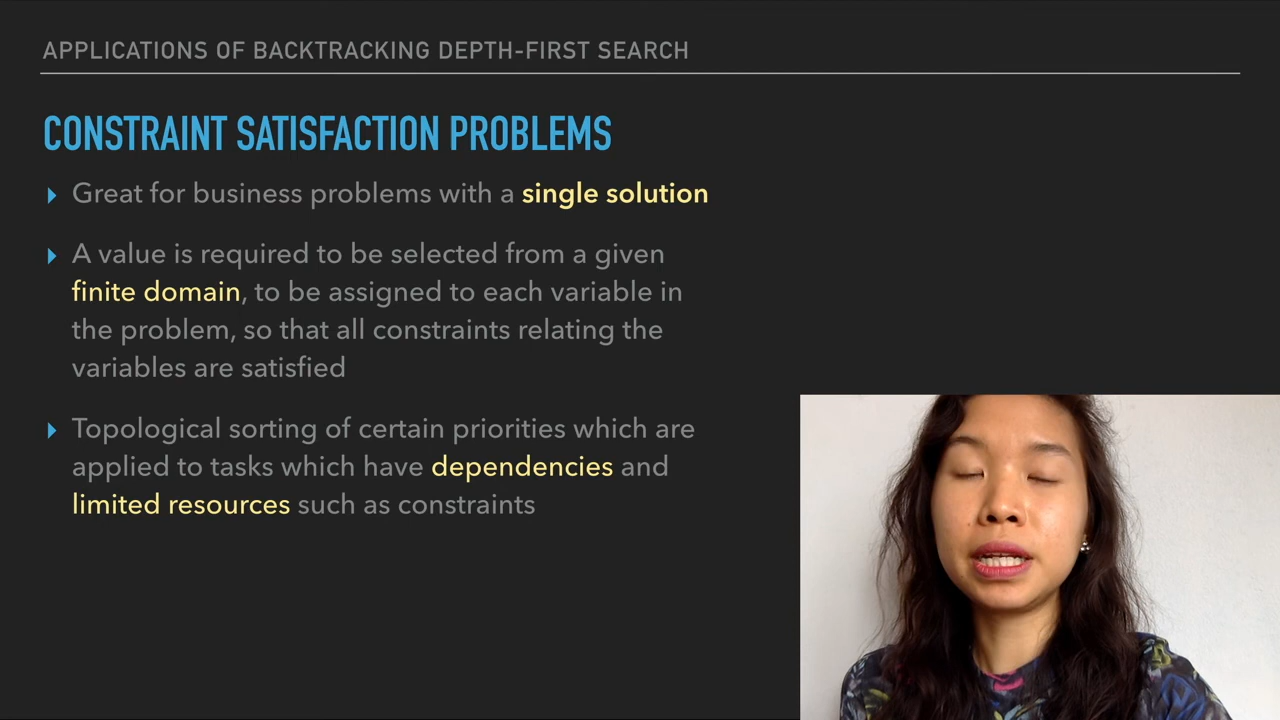 APPLICATIONS OF BACKTRACKING DEPTH-FIRST SEARCH
CONSTRAINT SATISFACTION PROBLEMS
Great for business problems with a single solution
A value is required to be selected from a given
finite domain, to be assigned to each variable in
the problem, so that all constraints relating the
variables are satisfied
Topological sorting of certain priorities which are
applied to tasks which have dependencies and
limited resources such as constraints